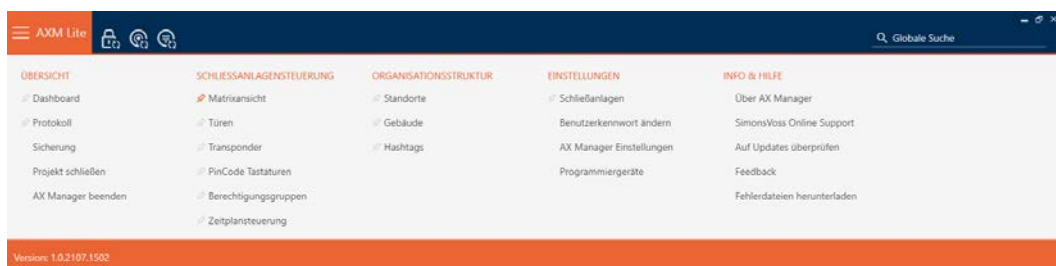 AXM Lite
Globale Suche
ÜBERSICHT
Dashboard
Protokoll
Sicherung
Projekt schließen
AX Manager beenden
SCHLIESSANLAGENSTEUERUNG
Matrixansicht
Türen
Transponder
PinCode Tastaturen
Berechtigungsgruppen
Zeitplansteuerung
ORGANISATIONSSTRUKTUR
Standorte
Gebäude
Hashtags
EINSTELLUNGEN
Schließanlagen
Benutzerkennwort ändern
AX Manager Einstellungen
Programmiergeräte
INFO & HILFE
Über AX Manager
SimonsVoss Online Support
Auf Updates überprüfen
Feedback
Fehlerdateien herunterladen
Version: 1.0.2107.1502